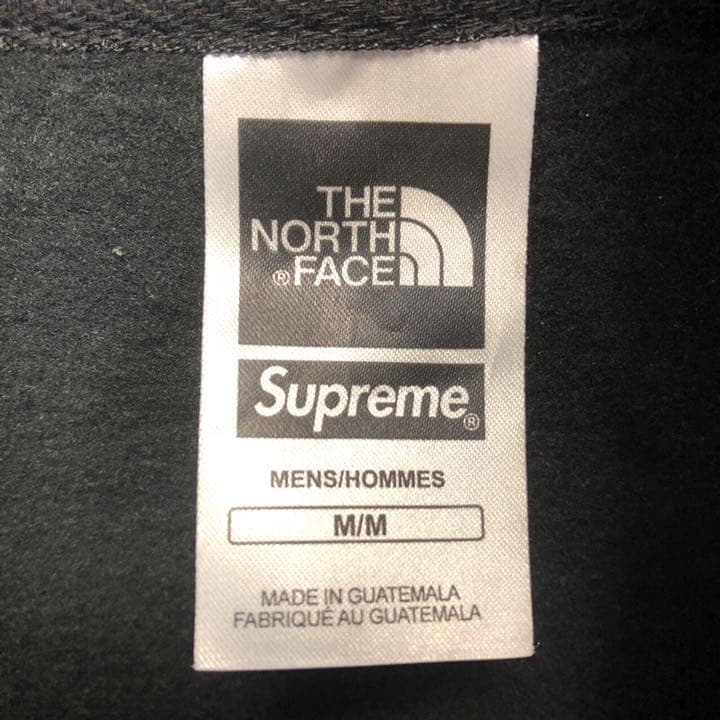 THE
NORTH
® FACE
Supreme®
MENS/HOMMES
M/M
MADE IN GUATEMALA
FABRIQUÉ AU GUATEMALA